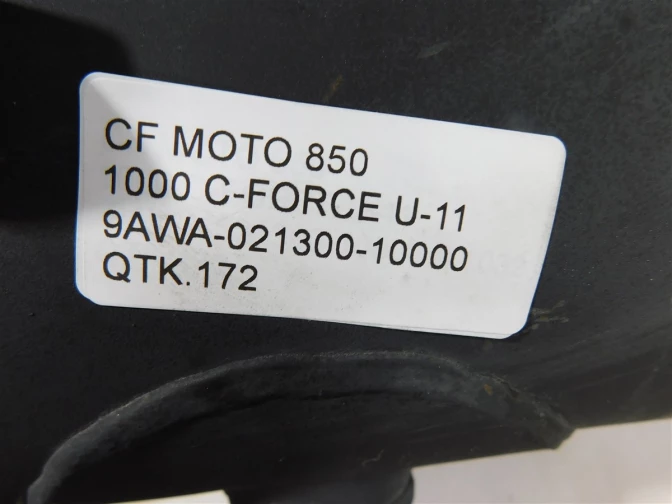 CF MOTO 850
1000 C-FORCE U-11
9AWA-021300-10000
QTK.172